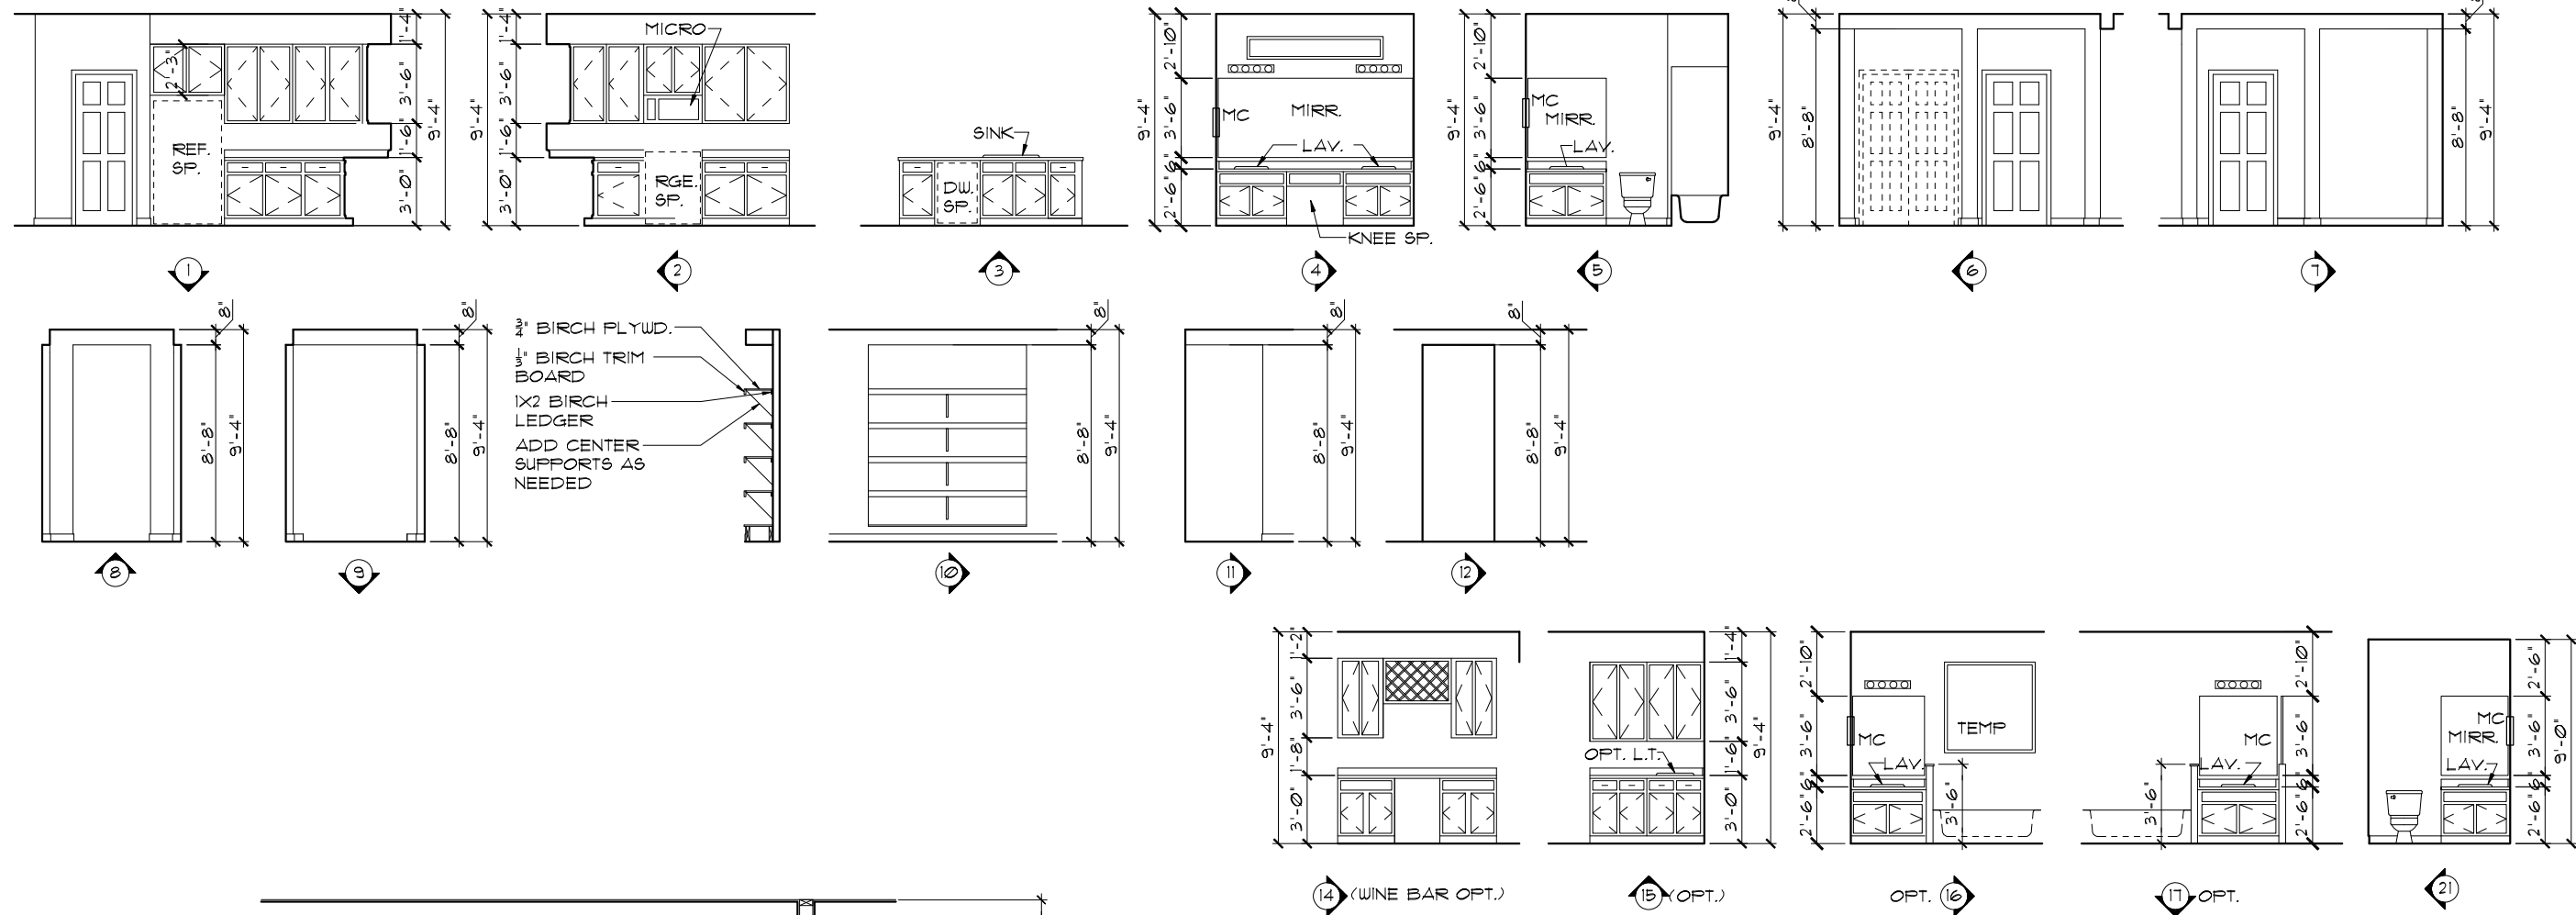 1'-4"
3'-6"
1'-6"
3'-0"
9'-4"
2'-3"
REF.
SP.
1
1'-4"
3'-6"
1'-6"
3'-0"
9'-4"
MICRO
RGE.
SP.
2
SINK
DW.
SP.
3
9'-4"
2'-10"
3'-6"
6"
2'-6"
MC
MIRR.
LAV.
KNEE SP.
4
9'-4"
2'-10"
3'-6"
6"
2'-6"
MC
MIRR.
LAV.
5
9'-4"
8'-8"
6
8'-8"
9'-4"
7
8"
8'-8"
9'-4"
8
8"
8'-8"
9'-4"
9
3/4" BIRCH PLYWD.
1/3" BIRCH TRIM
BOARD
1X2 BIRCH
LEDGER
ADD CENTER
SUPPORTS AS
NEEDED
8"
8'-8"
9'-4"
10
8"
8'-8"
9'-4"
11
8"
8'-8"
9'-4"
12
9'-4"
1'-2"
3'-6"
1'-8"
3'-0"
14 (WINE BAR OPT.)
OPT. L.T.
1'-4"
3'-6"
1'-6"
3'-0"
9'-4"
15 (OPT.)
2'-10"
3'-6"
6"
2'-6"
MC
LAV.
TEMP
3'-6"
OPT. 16
3'-6"
MC
LAV.
2'-10"
3'-6"
6"
2'-6"
17 OPT.
MC
MIRR.
LAV.
2'-6"
3'-6"
6"
2'-6"
9'-0"
21